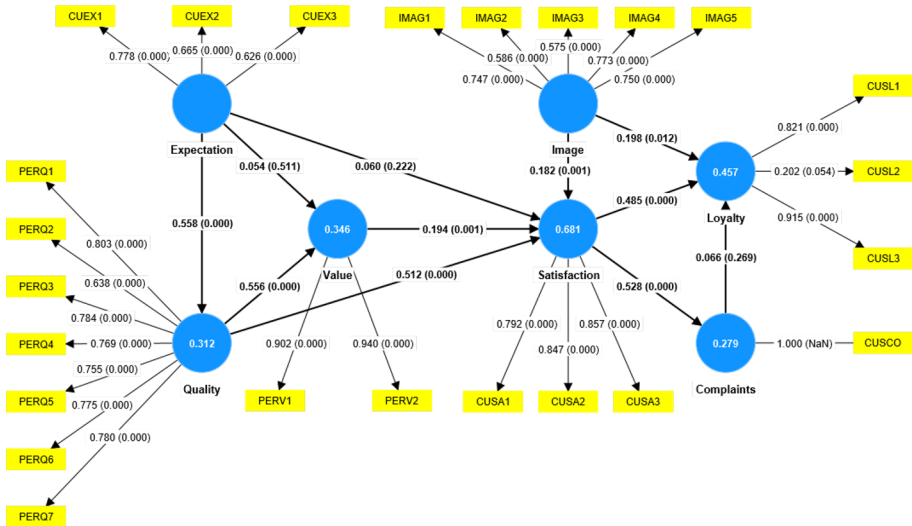 CUEX1
CUEX2
CUEX3
IMAG1
IMAG2
IMAG3
IMAG4
IMAG5
0.778 (0.000)
0.665 (0.000)
0.626 (0.000)
0.747 (0.000)
0.586 (0.000)
0.575 (0.000)
0.773 (0.000)
0.750 (0.000)
CUSL1
Expectation
Image
0.821 (0.000)
0.054 (0.511)
0.060 (0.222)
0.198 (0.012)
0.182 (0.001)
PERQ1
0.457
0.202 (0.054)
CUSL2
0.558 (0.000)
0.485 (0.000)
Loyalty
0.915 (0.000)
PERQ2
0.803 (0.000)
0.346
0.194 (0.001)
0.681
CUSL3
0.066 (0.269)
Value
Satisfaction
PERQ3
0.638 (0.000)
0.556 (0.000)
0.512 (0.000)
0.528 (0.000)
0.784 (0.000)
0.792 (0.000)
0.847 (0.000)
0.857 (0.000)
PERQ4
0.769 (0.000)
0.312
0.902 (0.000)
0.940 (0.000)
0.279
1.000 (NaN)
CUSCO
0.755 (0.000)
Quality
Complaints
PERQ5
0.775 (0.000)
PERV1
PERV2
CUSA1
CUSA2
CUSA3
0.780 (0.000)
PERQ6
PERQ7